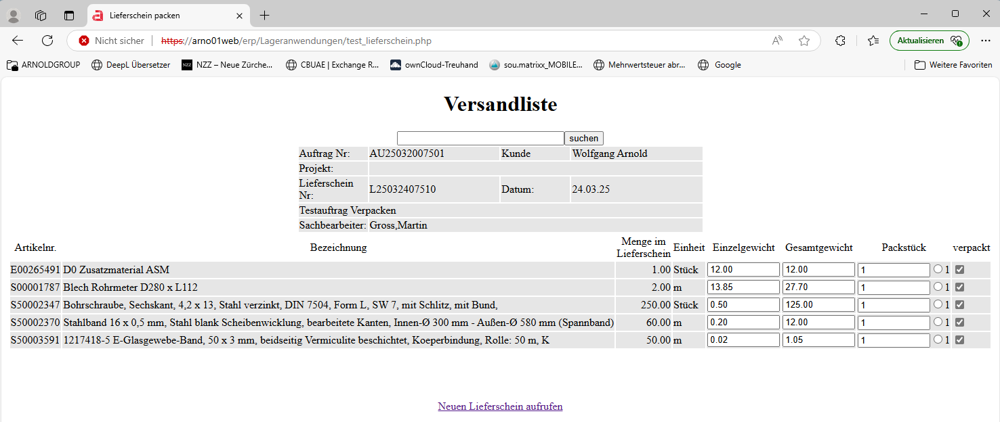 Lieferschein packen
Nicht sicher https://arno01web/erp/Lageranwendungen/test_lieferschein.php Aktualisieren
ARNOLDGROUP DeepL Übersetzer NZZ NZZ – Neue Zürche... CBUAE | Exchange R... ownCloud-Treuhand sou.matrixx_MOBILE... Mehrwertsteuer abr... Google Weitere Favoriten
Versandliste
suchen
Auftrag Nr: AU25032007501 Kunde Wolfgang Arnold
Projekt:
Lieferschein
Nr: L25032407510 Datum: 24.03.25
Testauftrag Verpacken
Sachbearbeiter: Gross,Martin
Artikelnr. Bezeichnung Menge im Lieferschein Einheit Einzelgewicht Gesamtgewicht Packstück verpackt
E00265491 D0 Zusatzmaterial ASM 1.00 Stück 12.00 12.00 1 1
S00001787 Blech Rohrmeter D280 x L112 2.00 m 13.85 27.70 1 1
S50002347 Bohrschraube, Sechskant, 4,2 x 13, Stahl verzinkt, DIN 7504, Form L, SW 7, mit Schlitz, mit Bund, 250.00 Stück 0.50 125.00 1 1
S50002370 Stahlband 16 x 0,5 mm, Stahl blank Scheibenwicklung, bearbeitete Kanten, Innen-Ø 300 mm - Außen-Ø 580 mm (Spannband) 60.00 m 0.20 12.00 1 1
S50003591 1217418-5 E-Glasgewebe-Band, 50 x 3 mm, beidseitig Vermiculite beschichtet, Koeperbindung, Rolle: 50 m, K 50.00 m 0.02 1.05 1 1
Neuen Lieferschein aufrufen